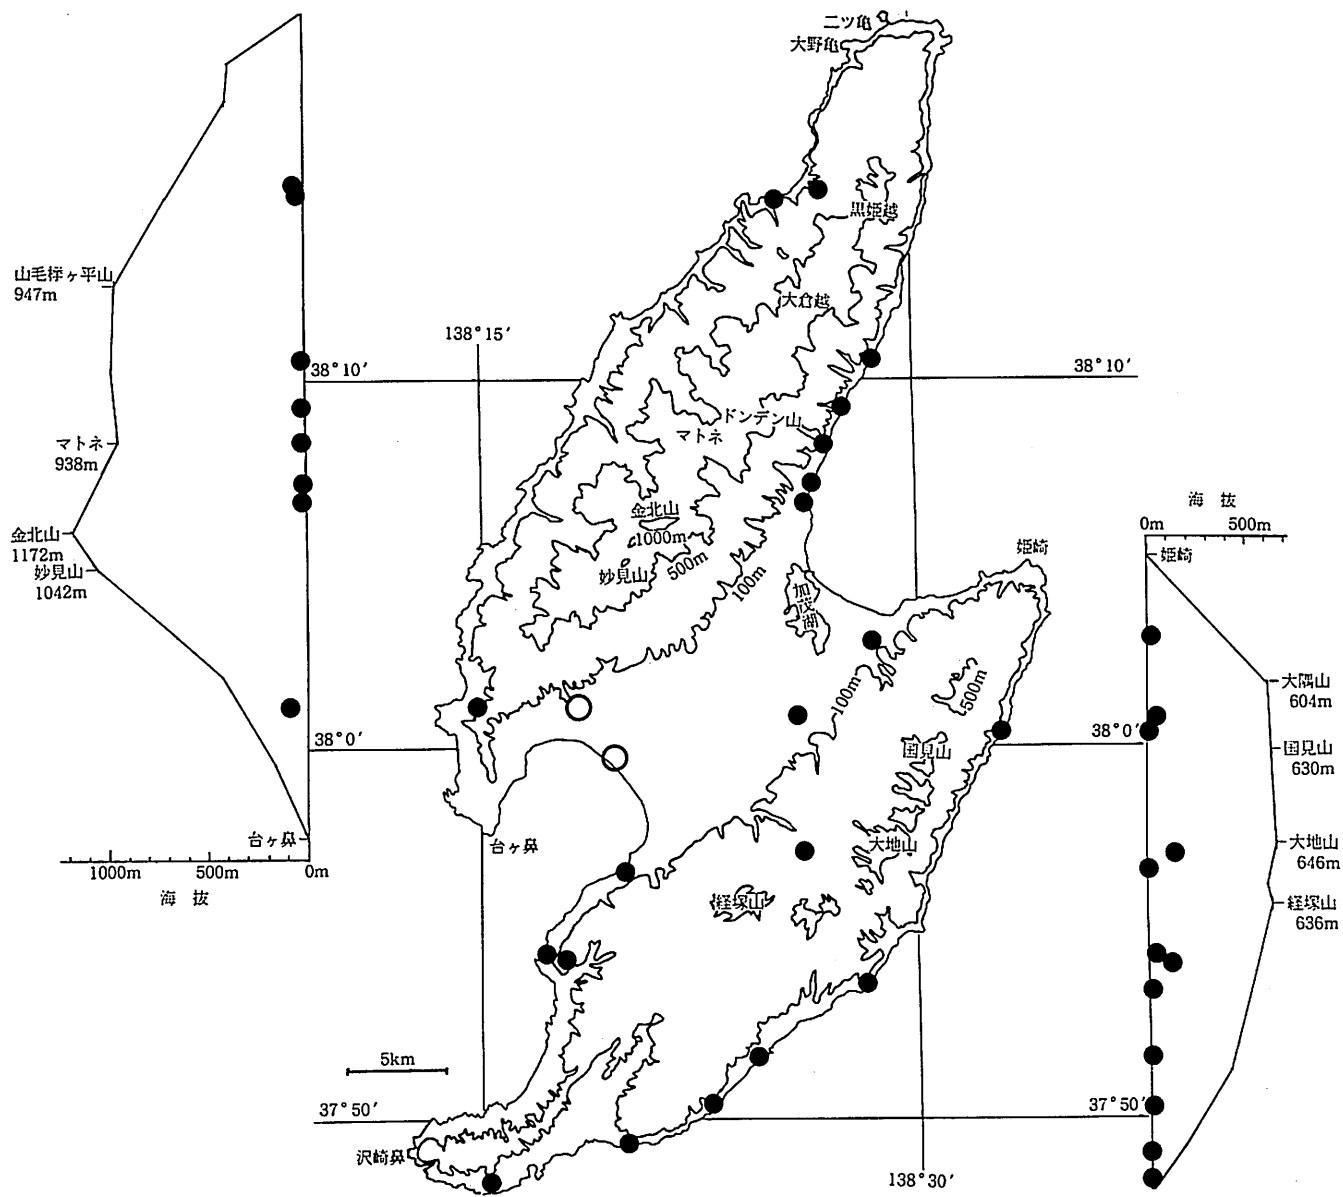 二ツ亀
大野亀
黒姫越
山毛欅ヶ平山
947m
大倉越
138°15′
38°10′
38°10′
ドンデン山
マトネ
マトネ
938m
海抜
0m 500m
金北山
1172m
金北山
1000m
姫崎
姫崎
妙見山
1042m
妙見山
500m
100m
加茂湖
大隅山
604m
100m
500m
38°0′
38°0′
国見山
国見山
630m
台ヶ鼻
台ヶ鼻
大地山
大地山
646m
1000m 500m 0m
海抜
経塚山
経塚山
636m
5km
37°50′
37°50′
沢崎鼻
138°30′